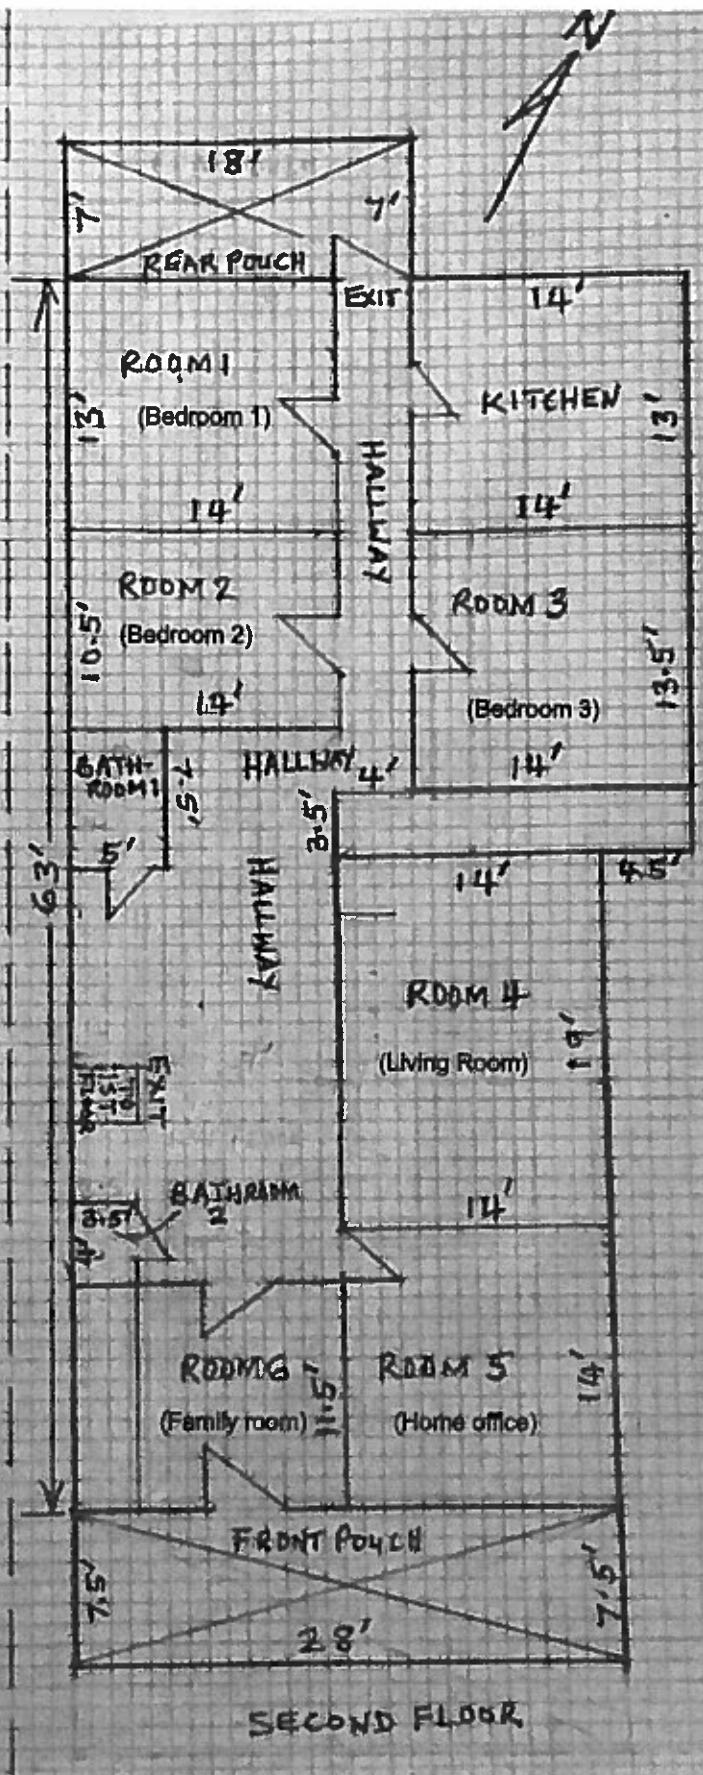 N
18'
7'
7'
REAR POUCH
EXIT
14'
ROOM 1
(Bedroom 1)
KITCHEN
13'
13'
HALLWAY
14'
14'
ROOM 2
(Bedroom 2)
ROOM 3
10.5'
13.5'
14'
(Bedroom 3)
BATH-
ROOM 1
7.5'
HALLWAY
4'
14'
3.5'
5'
14'
4.5'
63'
HALLWAY
ROOM 4
(Living Room)
19'
EXIT
TO
1ST
FLOOR
BATHROOM
2
3.5'
14'
4'
ROOM 6
(Family room)
11.5'
ROOM 5
(Home office)
14'
FRONT POUCH
7.5'
7.5'
28'
SECOND FLOOR